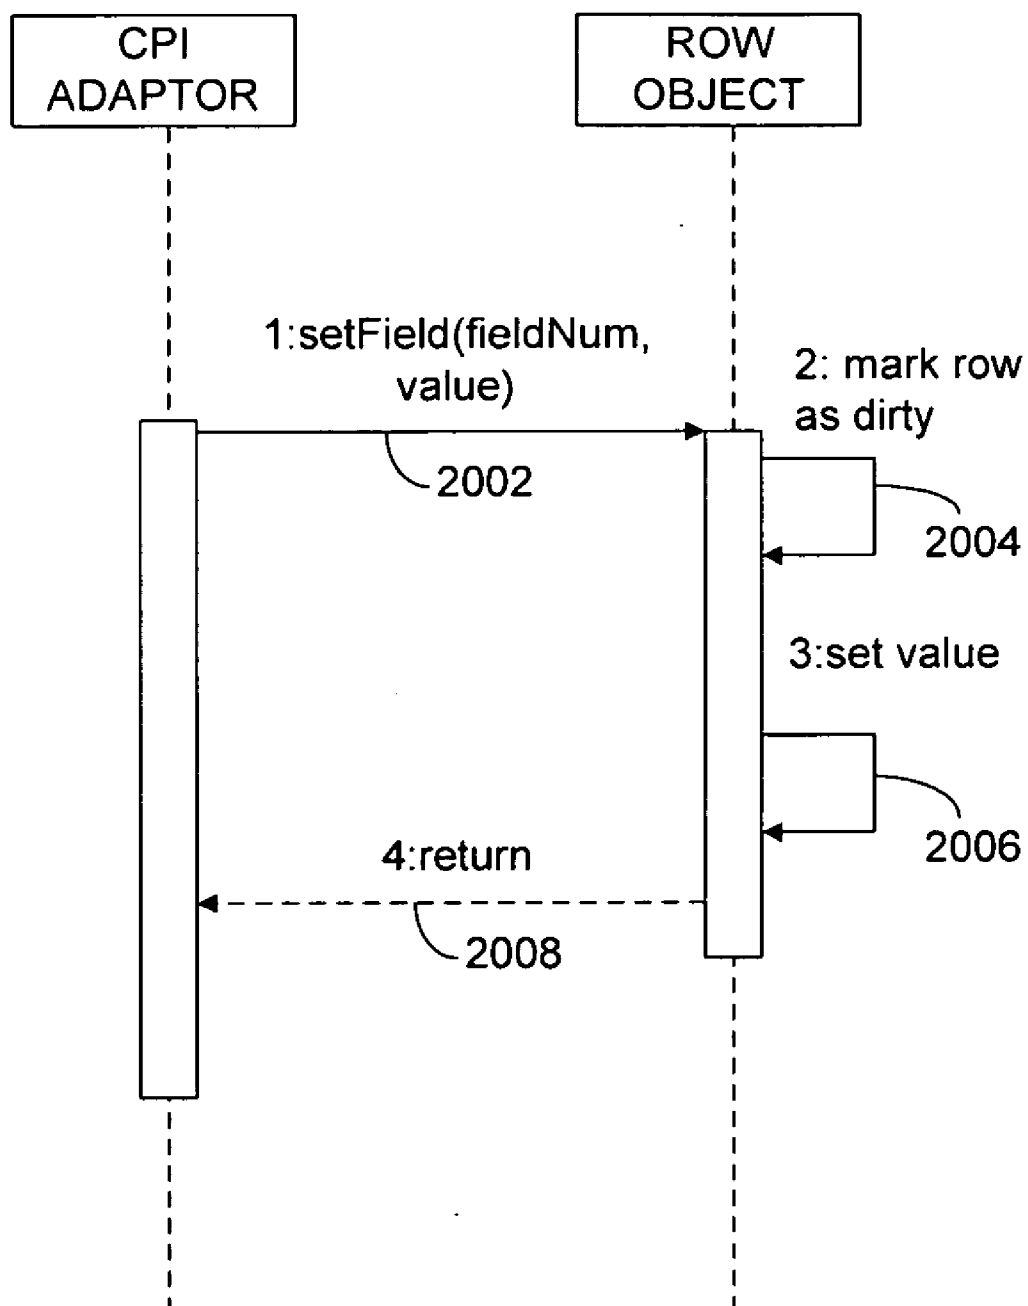 CPI
ADAPTOR
ROW
OBJECT
1:setField(fieldNum,
value)
2: mark row
as dirty
2002
2004
3:set value
2006
4:return
2008